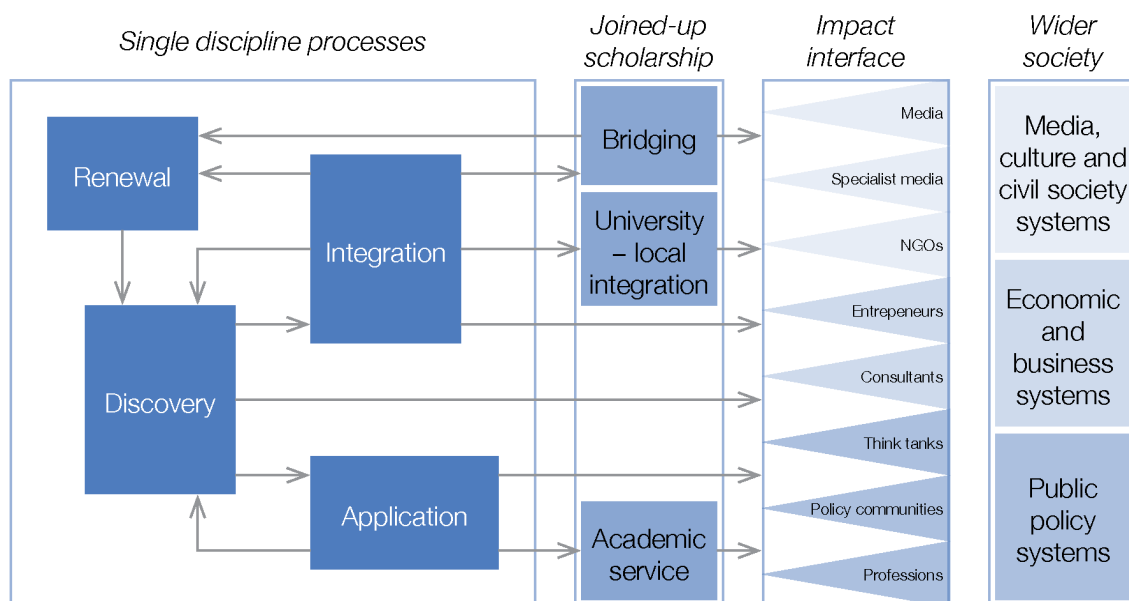 Single discipline processes
Joined-up
scholarship
Impact
interface
Wider
society
Renewal
Integration
Discovery
Application
Bridging
University
– local
integration
Academic
service
Media
Specialist media
NGOs
Entrepeneurs
Consultants
Think tanks
Policy communities
Professions
Media,
culture and
civil society
systems
Economic
and
business
systems
Public
policy
systems